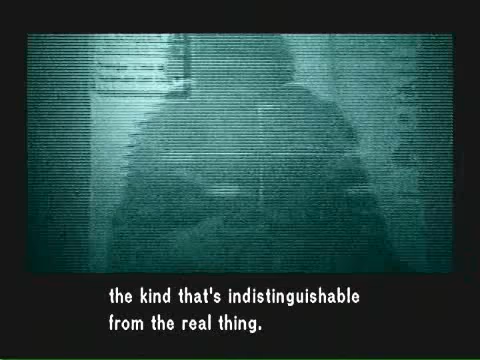 the kind that's indistinguishable
from the real thing.